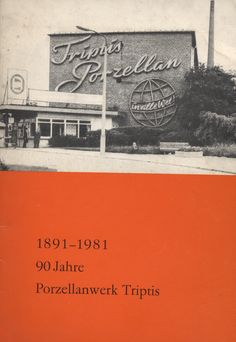 Triptis
Porzellan
in alle Welt
1891-1981
90 Jahre
Porzellanwerk Triptis